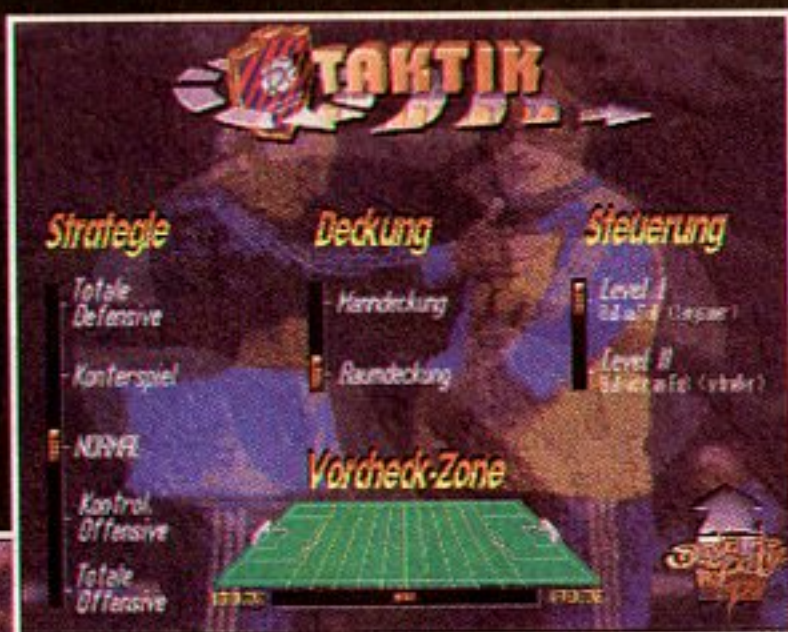 TAKTIK
Strategie
Totale
Defensive
Konterspiel
NORMAL
Kontrol.
Offensive
Totale
Offensive
Deckung
Manndeckung
Raumdeckung
Steuerung
Level I
Level II
Vorcheck-Zone